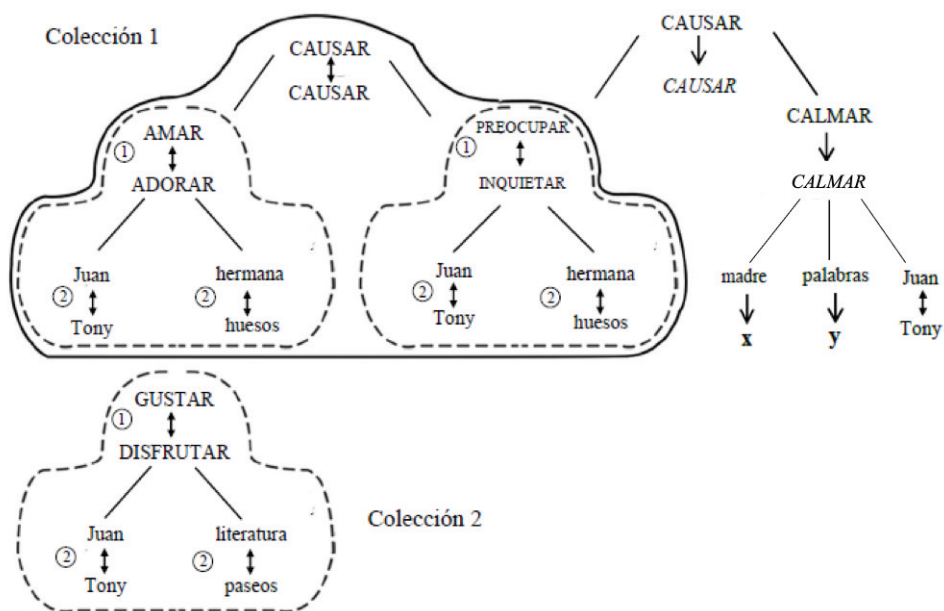 Colección 1
CAUSAR
CAUSAR
CAUSAR
CAUSAR
① AMAR
ADORAR
① PREOCUPAR
INQUIETAR
CALMAR
CALMAR
② Juan
Tony
② hermana
huesos
② Juan
Tony
② hermana
huesos
madre
x
palabras
y
Juan
Tony
① GUSTAR
DISFRUTAR
② Juan
Tony
② literatura
paseos
Colección 2